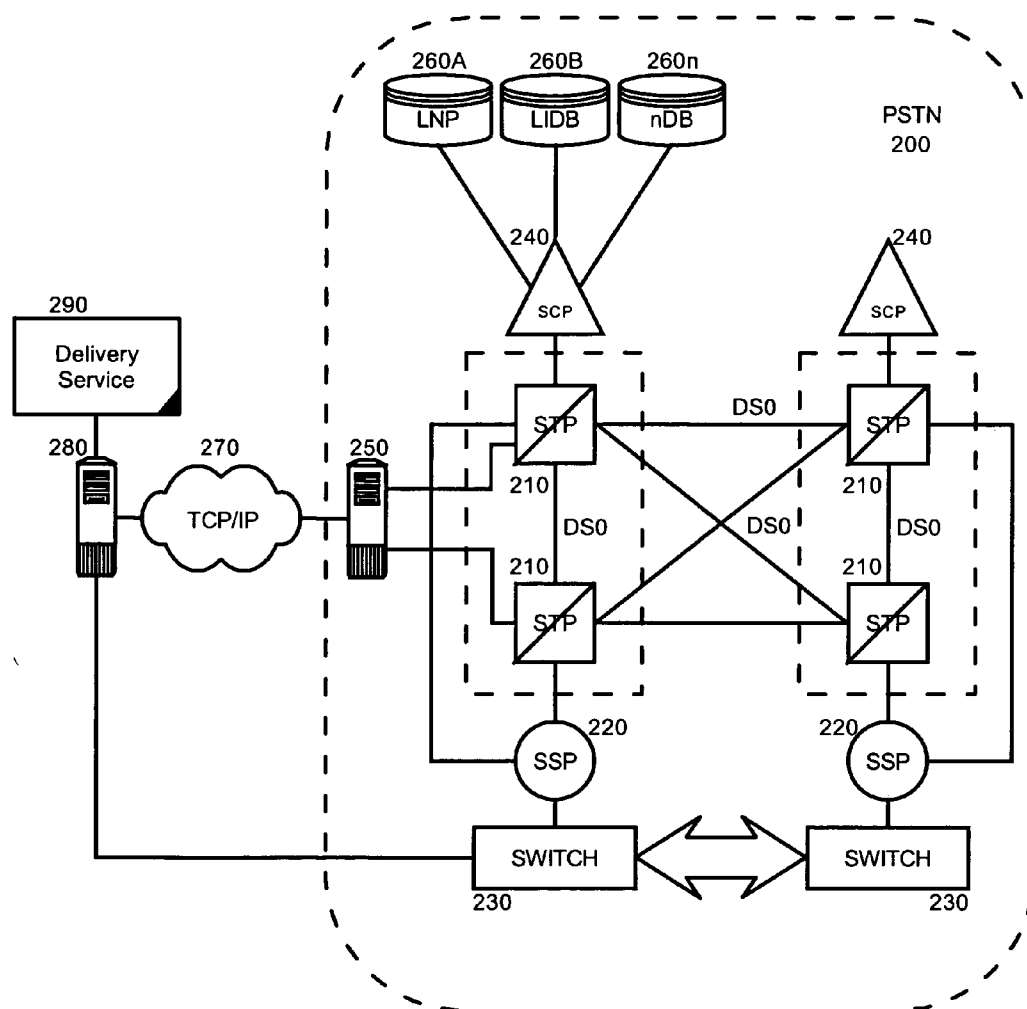 260A
260B
260n
LNP
LIDB
nDB
PSTN
200
240
240
SCP
SCP
290
Delivery
Service
280
270
250
TCP/IP
STP
DS0
STP
210
210
DS0
DS0
DS0
210
210
STP
STP
220
220
SSP
SSP
SWITCH
SWITCH
230
230